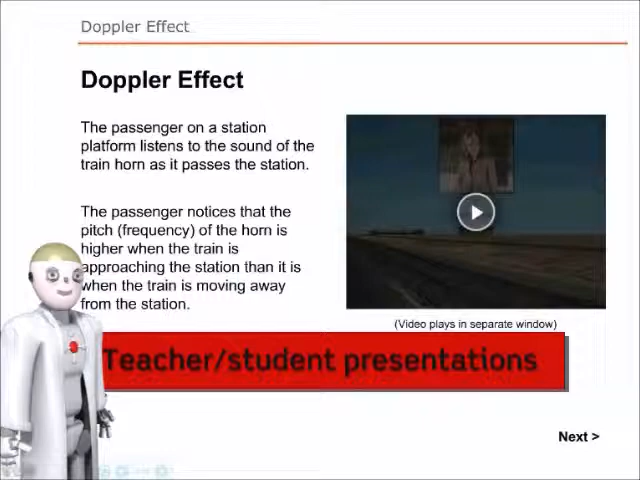 Doppler Effect
Doppler Effect
The passenger on a station
platform listens to the sound of the
train horn as it passes the station.
The passenger notices that the
pitch (frequency) of the horn is
higher when the train is
approaching the station than it is
when the train is moving away
from the station.
(Video plays in separate window)
Teacher/student presentations
Next >